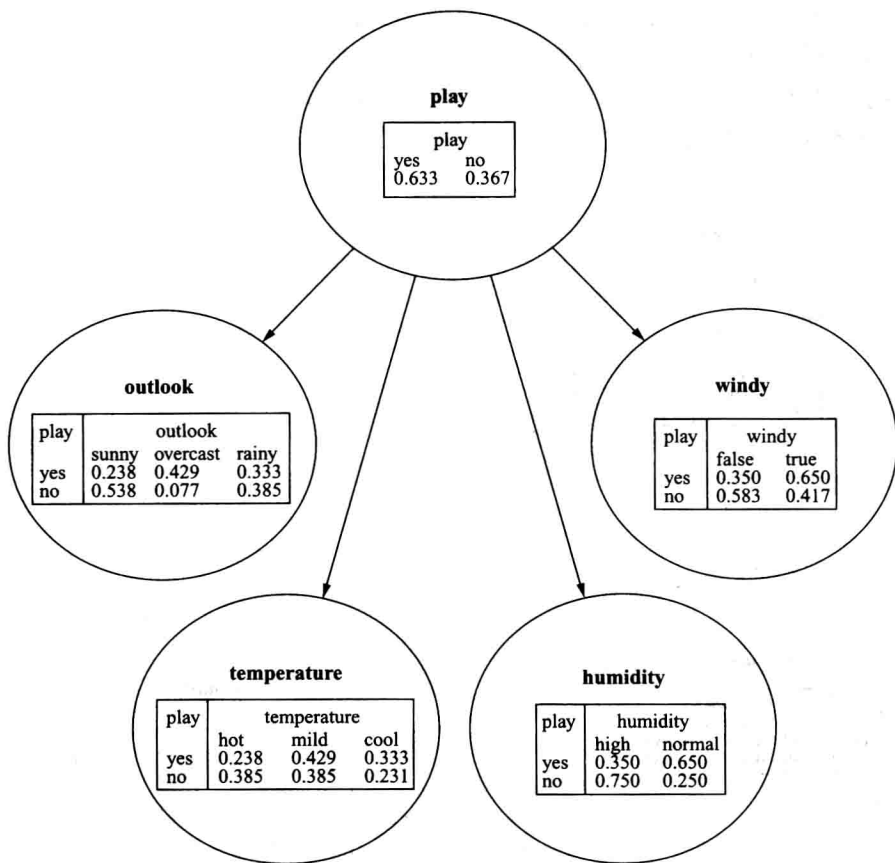 play
play
yes no
0.633 0.367
outlook
play outlook
sunny overcast rainy
yes 0.238 0.429 0.333
no 0.538 0.077 0.385
windy
play windy
false true
yes 0.350 0.650
no 0.583 0.417
temperature
play temperature
hot mild cool
yes 0.238 0.429 0.333
no 0.385 0.385 0.231
humidity
play humidity
high normal
yes 0.350 0.650
no 0.750 0.250